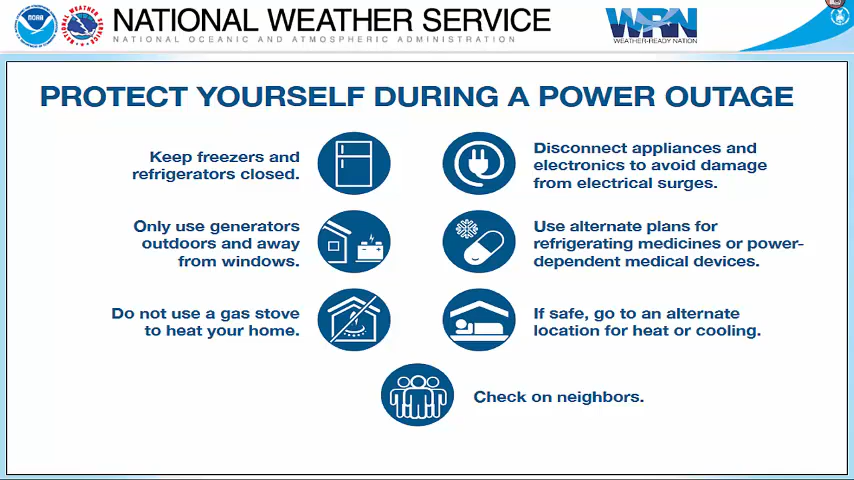 NATIONAL WEATHER SERVICE
NATIONAL OCEANIC AND ATMOSPHERIC ADMINISTRATION
NOAA
WRN
WEATHER-READY NATION
PROTECT YOURSELF DURING A POWER OUTAGE
Keep freezers and
refrigerators closed.
Disconnect appliances and
electronics to avoid damage
from electrical surges.
Only use generators
outdoors and away
from windows.
Use alternate plans for
refrigerating medicines or power-
dependent medical devices.
Do not use a gas stove
to heat your home.
If safe, go to an alternate
location for heat or cooling.
Check on neighbors.